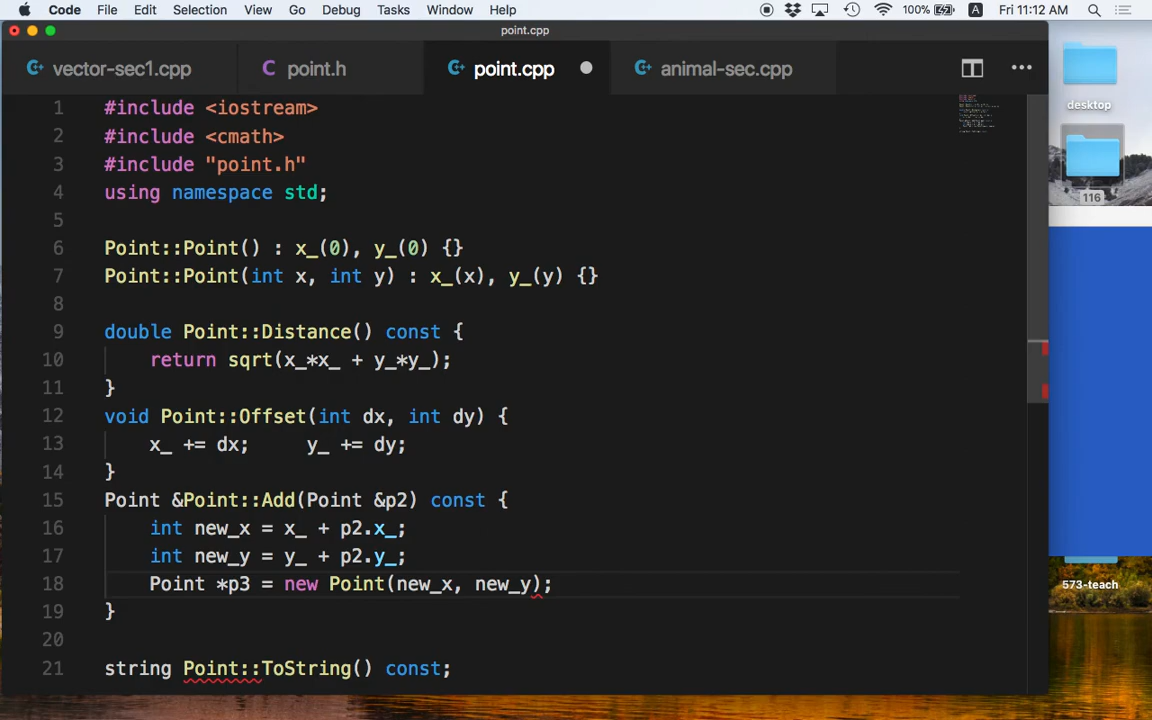 Code File Edit Selection View Go Debug Tasks Window Help 100% A Fri 11:12 AM
point.cpp
vector-sec1.cpp C point.h point.cpp animal-sec.cpp
desktop
116
573-teach
1 #include <iostream>
2 #include <cmath>
3 #include "point.h"
4 using namespace std;
5
6 Point::Point() : x_(0), y_(0) {}
7 Point::Point(int x, int y) : x_(x), y_(y) {}
8
9 double Point::Distance() const {
10 return sqrt(x_*x_ + y_*y_);
11 }
12 void Point::Offset(int dx, int dy) {
13 x_ += dx; y_ += dy;
14 }
15 Point &Point::Add(Point &p2) const {
16 int new_x = x_ + p2.x_;
17 int new_y = y_ + p2.y_;
18 Point *p3 = new Point(new_x, new_y);
19 }
20
21 string Point::ToString() const;